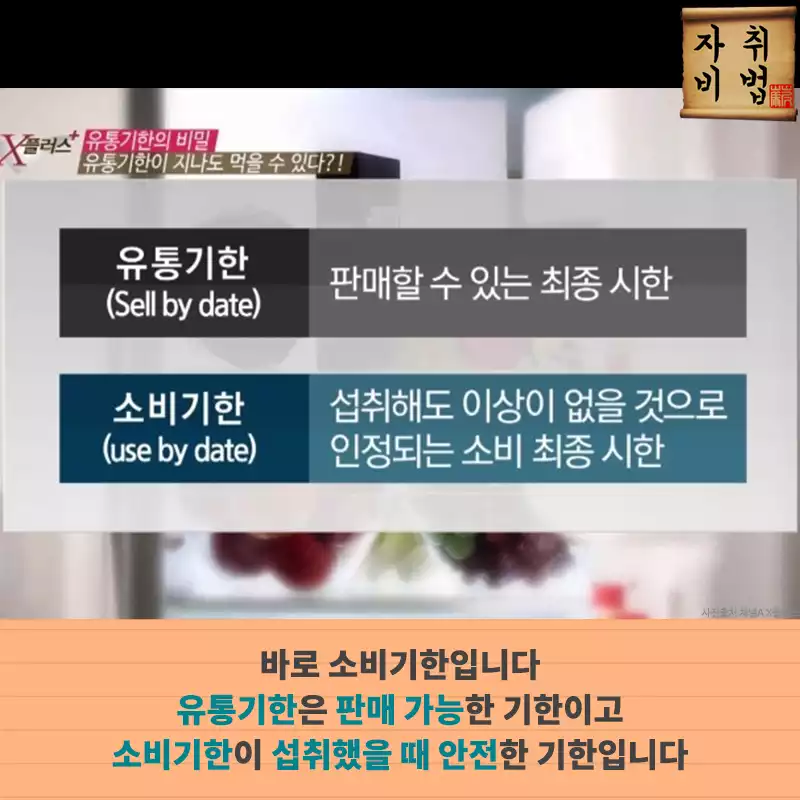 자취
비법
X플러스+
유통기한의 비밀
유통기한이 지나도 먹을 수 있다?!
유통기한
(Sell by date)
판매할 수 있는 최종 시한
소비기한
(use by date)
섭취해도 이상이 없을 것으로
인정되는 소비 최종 시한
바로 소비기한입니다
유통기한은 판매 가능한 기한이고
소비기한이 섭취했을 때 안전한 기한입니다